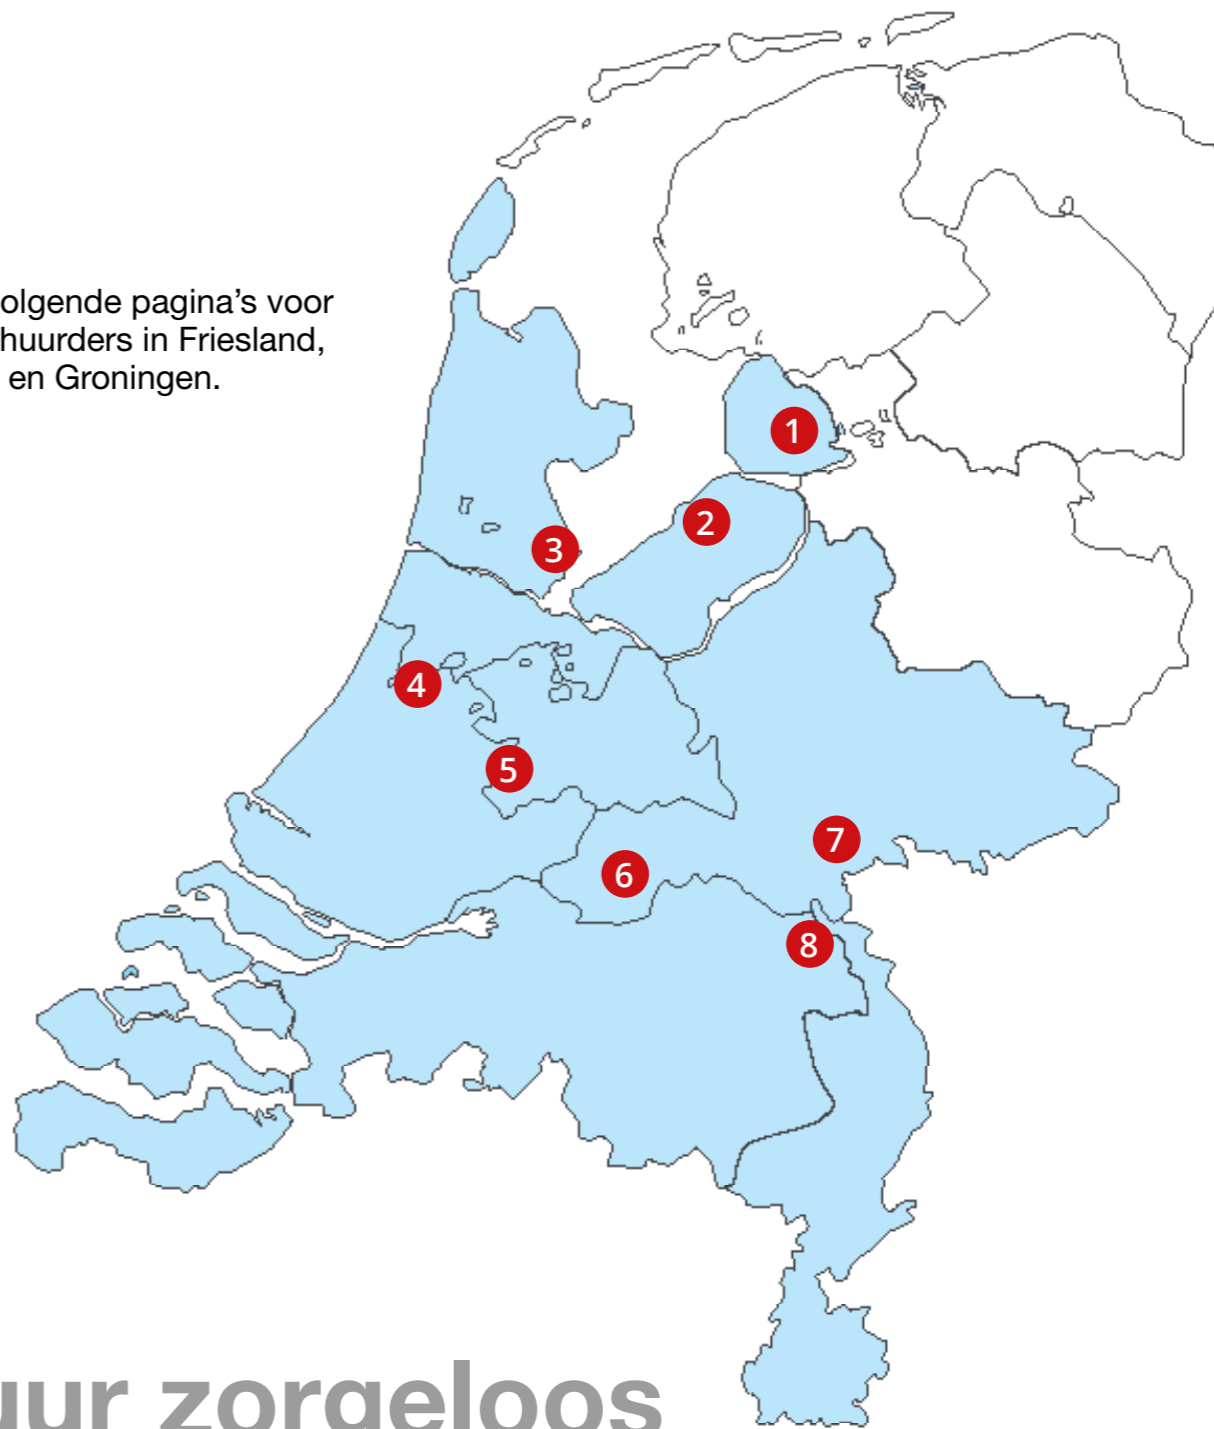 olgende pagina's voor
huurders in Friesland,
en Groningen.
1
2
3
4
5
6
7
8
uur zorgeloos